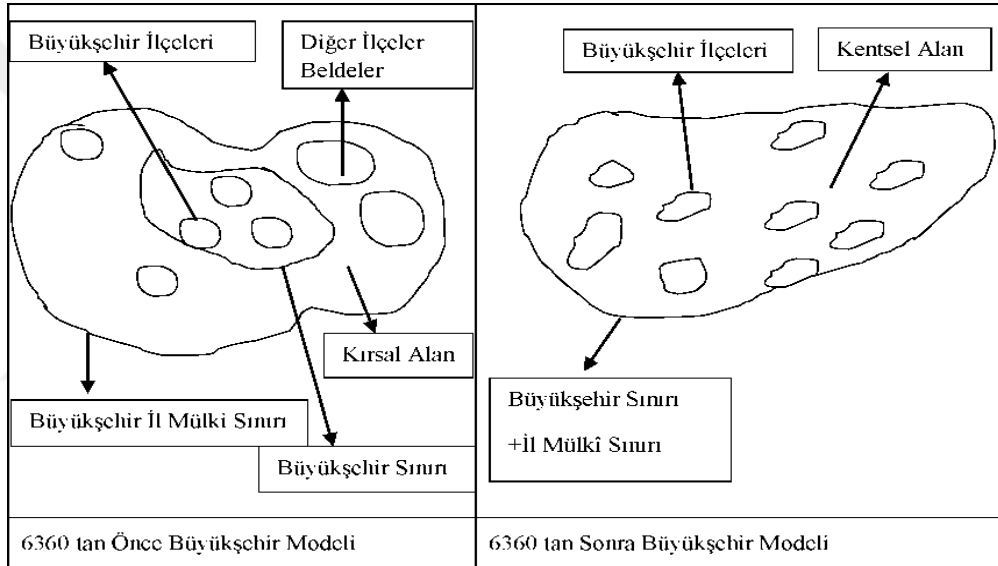 Büyükşehir İlçeleri
Diğer İlçeler
Beldeler
Kırsal Alan
Büyükşehir İl Mülki Sınırı
Büyükşehir Sınırı
6360 tan Önce Büyükşehir Modeli
Büyükşehir İlçeleri
Kentsel Alan
Büyükşehir Sınırı
+İl Mülkî Sınırı
6360 tan Sonra Büyükşehir Modeli